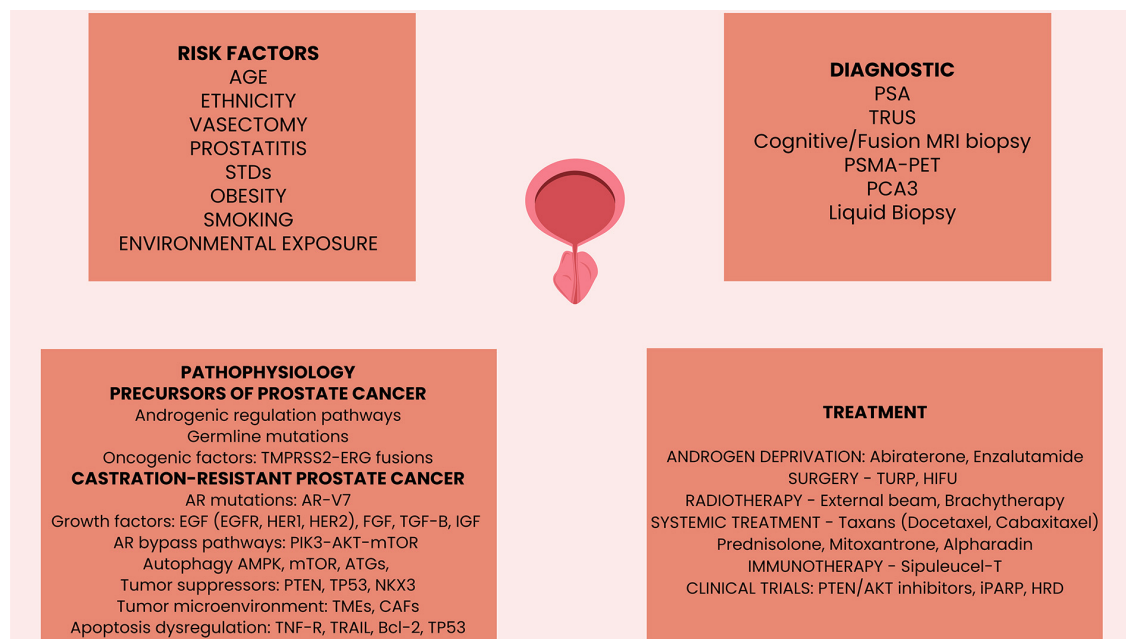 RISK FACTORS
AGE
ETHNICITY
VASECTOMY
PROSTATITIS
STDs
OBESITY
SMOKING
ENVIRONMENTAL EXPOSURE
DIAGNOSTIC
PSA
TRUS
Cognitive/Fusion MRI biopsy
PSMA-PET
PCA3
Liquid Biopsy
PATHOPHYSIOLOGY
PRECURSORS OF PROSTATE CANCER
Androgenic regulation pathways
Germline mutations
Oncogenic factors: TMPRSS2-ERG fusions
CASTRATION-RESISTANT PROSTATE CANCER
AR mutations: AR-V7
Growth factors: EGF (EGFR, HER1, HER2), FGF, TGF-B, IGF
AR bypass pathways: PIK3-AKT-mTOR
Autophagy AMPK, mTOR, ATGs,
Tumor suppressors: PTEN, TP53, NKX3
Tumor microenvironment: TMEs, CAFs
Apoptosis dysregulation: TNF-R, TRAIL, Bcl-2, TP53
TREATMENT
ANDROGEN DEPRIVATION: Abiraterone, Enzalutamide
SURGERY - TURP, HIFU
RADIOTHERAPY - External beam, Brachytherapy
SYSTEMIC TREATMENT - Taxans (Docetaxel, Cabaxitaxel)
Prednisolone, Mitoxantrone, Alpharadin
IMMUNOTHERAPY - Sipuleucel-T
CLINICAL TRIALS: PTEN/AKT inhibitors, iPARP, HRD